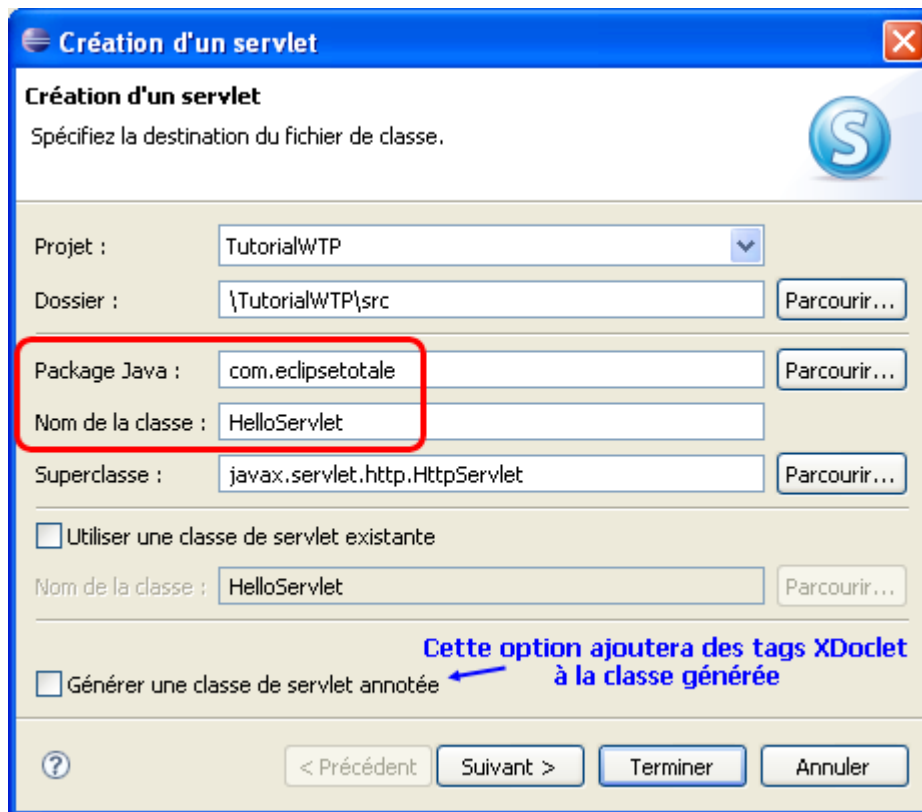 Création d'un servlet
Création d'un servlet
Spécifiez la destination du fichier de classe.
S
Projet : TutorialWTP
Dossier : \TutorialWTP\src Parcourir...
Package Java : com.eclipsetotale Parcourir...
Nom de la classe : HelloServlet
Superclasse : javax.servlet.http.HttpServlet Parcourir...
Utiliser une classe de servlet existante
Nom de la classe : HelloServlet Parcourir...
Cette option ajoutera des tags XDoclet
à la classe générée
Générer une classe de servlet annotée
? < Précédent Suivant > Terminer Annuler